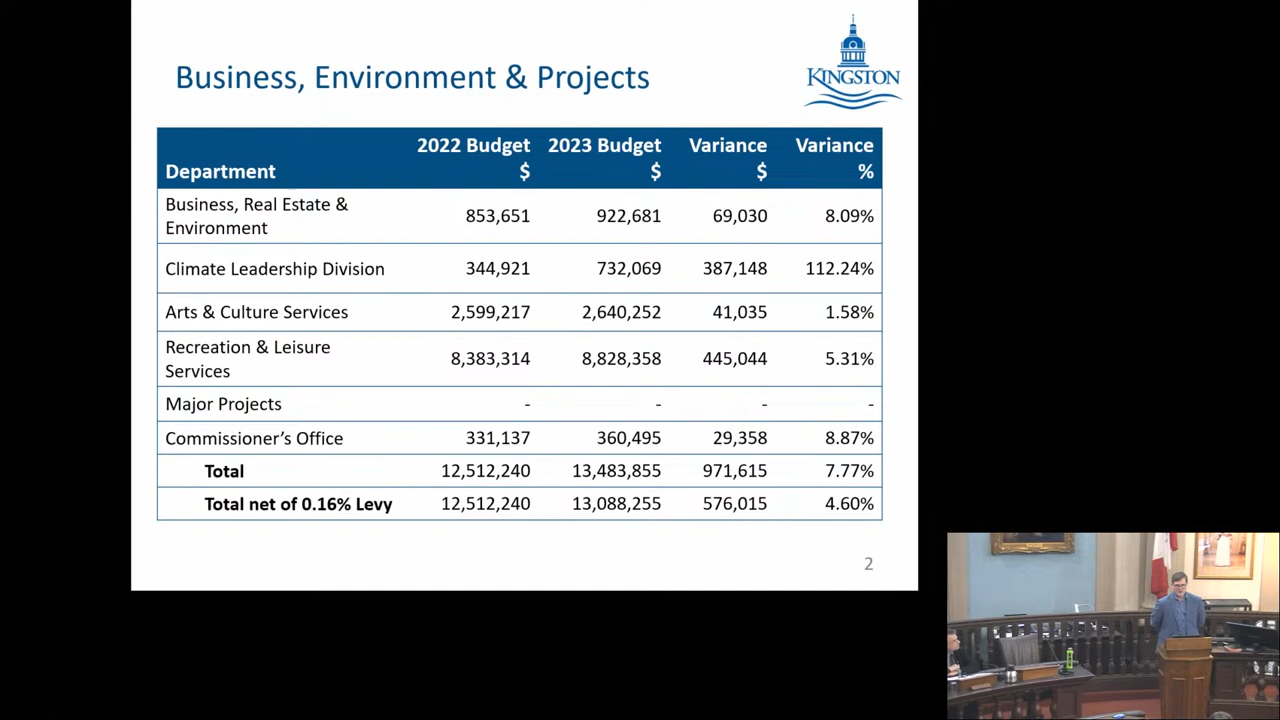 Business, Environment & Projects
KINGSTON
Department 2022 Budget $ 2023 Budget $ Variance $ Variance %
Business, Real Estate & Environment 853,651 922,681 69,030 8.09%
Climate Leadership Division 344,921 732,069 387,148 112.24%
Arts & Culture Services 2,599,217 2,640,252 41,035 1.58%
Recreation & Leisure Services 8,383,314 8,828,358 445,044 5.31%
Major Projects - - - -
Commissioner’s Office 331,137 360,495 29,358 8.87%
Total 12,512,240 13,483,855 971,615 7.77%
Total net of 0.16% Levy 12,512,240 13,088,255 576,015 4.60%
2